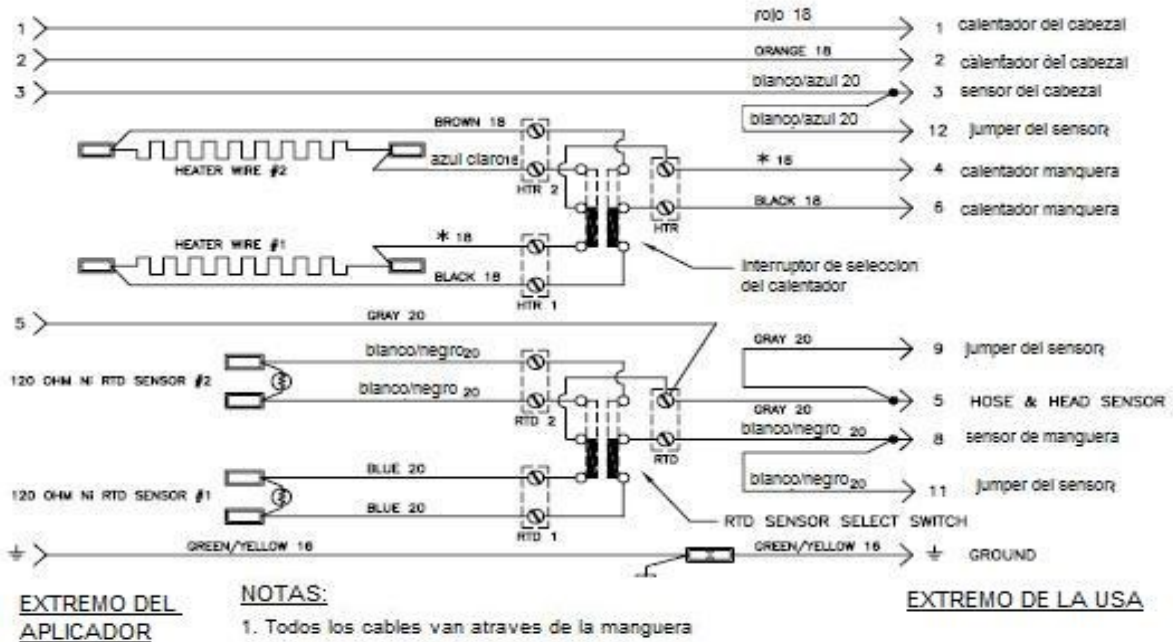 rojo 18
1
1 calentador del cabezal
ORANGE 18
2
2 calentador del cabezal
blanco/azul 20
3
3 sensor del cabezal
blanco/azul 20
12 jumper del sensor
BROWN 18
HEATER WIRE #2
azul claro18
HTR 2
* 18
4 calentador manquera
BLACK 18
6 calentador manquera
HTR
HEATER WIRE #1
* 18
BLACK 18
HTR 1
Interruptor de seleccion
del calentador
5
GRAY 20
blanco/negro20
120 OHM NI RTD SENSOR #2
blanco/negro 20
RTD 2
GRAY 20
9 jumper del sensor
GRAY 20
5 HOSE & HEAD SENSOR
blanco/negro 20
8 sensor de manguera
RTD
blanco/negro20
11 jumper del sensor
BLUE 20
120 OHM NI RTD SENSOR #1
BLUE 20
RTD 1
RTD SENSOR SELECT SWITCH
GREEN/YELLOW 16
GREEN/YELLOW 16
GROUND
EXTREMO DEL
APLICADOR
NOTAS:
1. Todos los cables van atraves de la manguera
EXTREMO DE LA USA